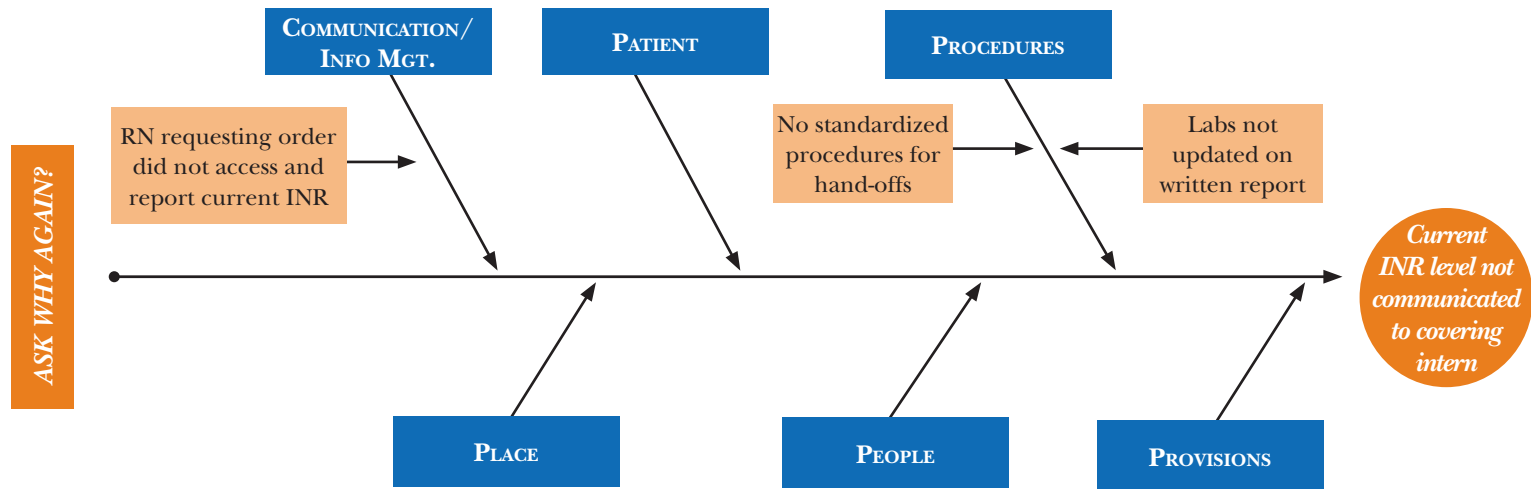 COMMUNICATION/
INFO MGT.
PATIENT
PROCEDURES
RN requesting order
did not access and
report current INR
No standardized
procedures for
hand-offs
Labs not
updated on
written report
ASK WHY AGAIN?
Current
INR level not
communicated
to covering
intern
PLACE
PEOPLE
PROVISIONS